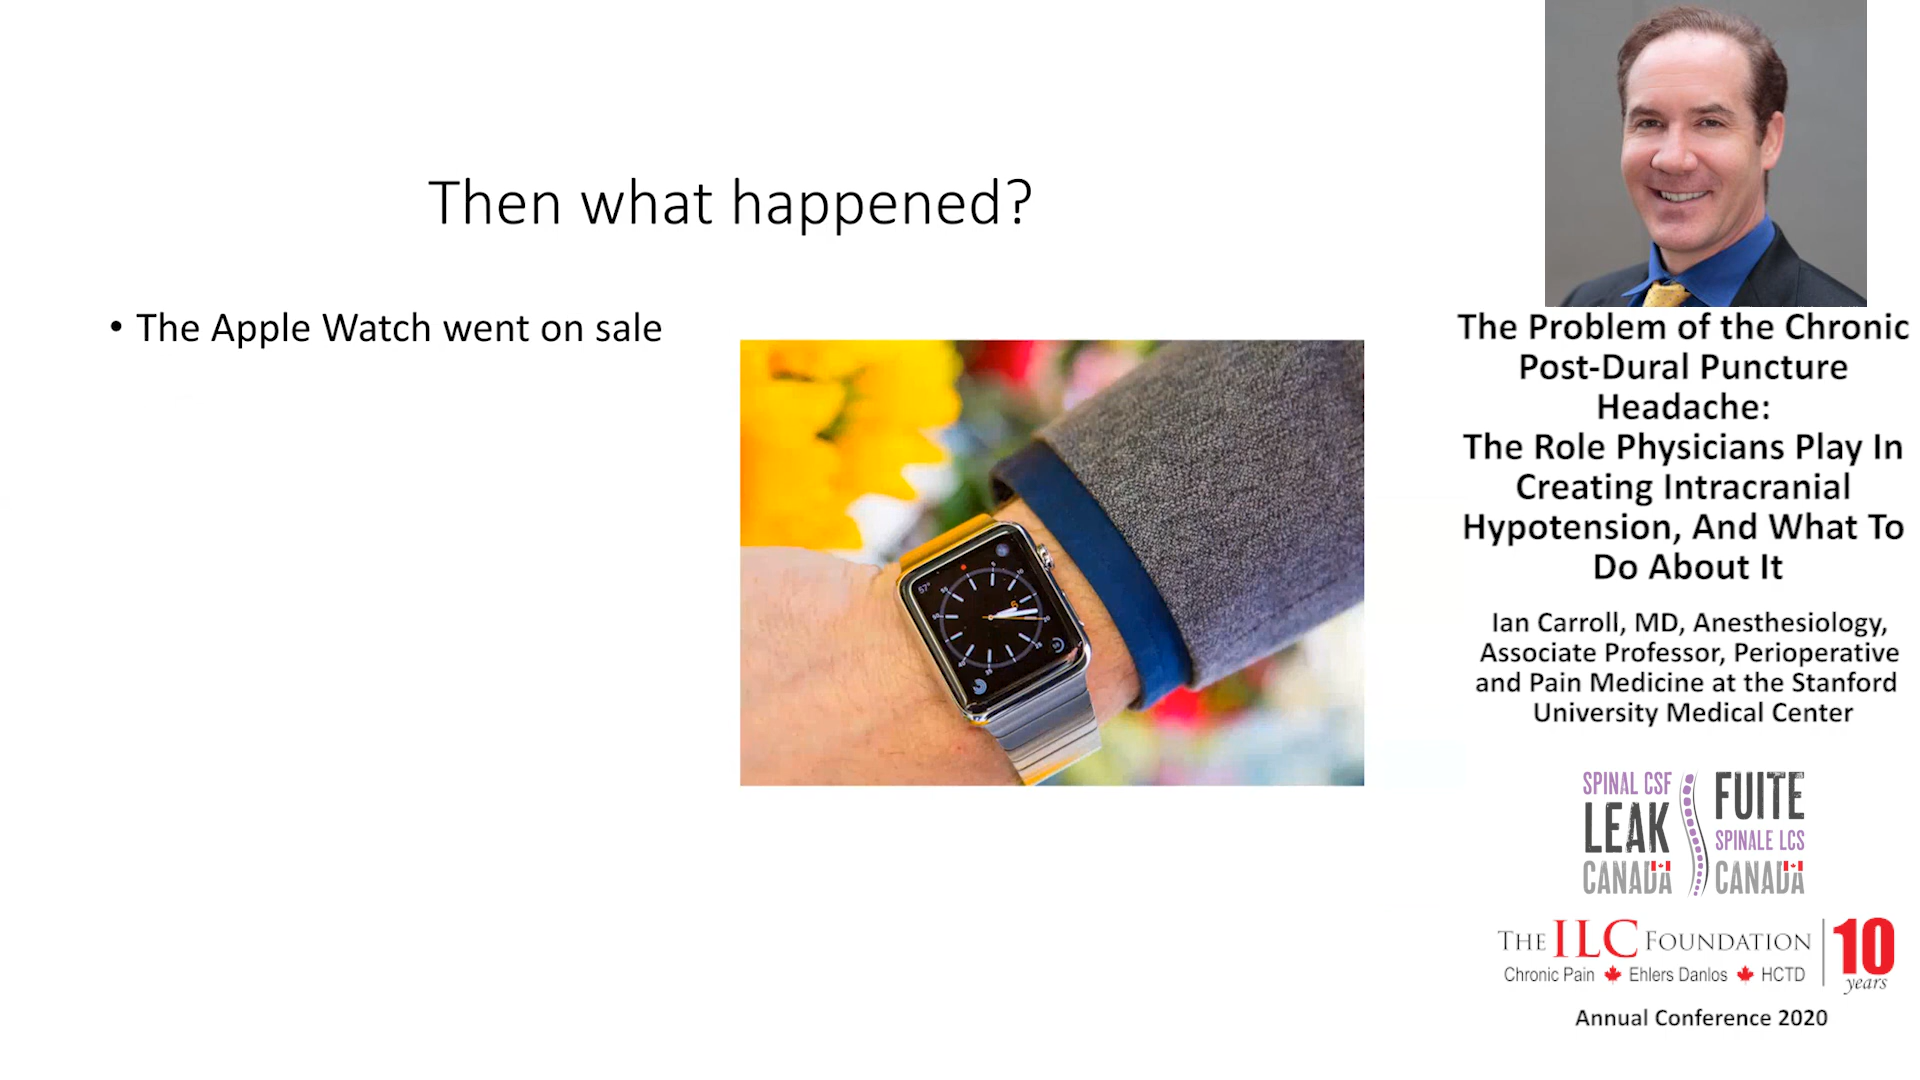 Then what happened?
• The Apple Watch went on sale
57°
The Problem of the Chronic
Post-Dural Puncture
Headache:
The Role Physicians Play In
Creating Intracranial
Hypotension, And What To
Do About It
Ian Carroll, MD, Anesthesiology,
Associate Professor, Perioperative
and Pain Medicine at the Stanford
University Medical Center
SPINAL CSF
LEAK
CANADA
FUITE
SPINALE LCS
CANADA
THE ILC FOUNDATION
Chronic Pain Ehlers Danlos HCTD
10
years
Annual Conference 2020